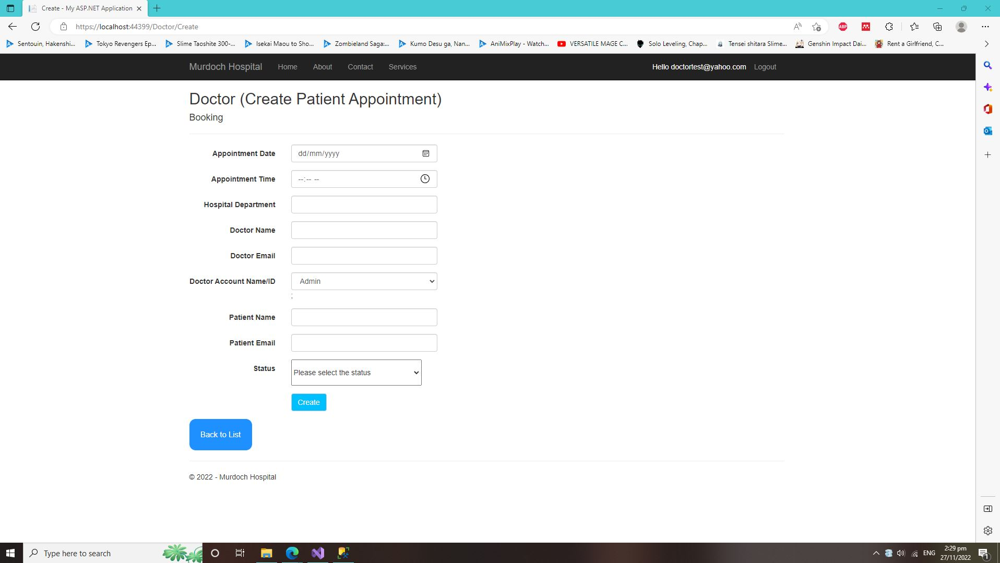 Create - My ASP.NET Application
https://localhost:44399/Doctor/Create
ABP
Sentouin, Hakenshi...
Tokyo Revengers Ep...
Slime Taoshite 300-...
Isekai Maou to Sho...
Zombieland Saga:...
Kumo Desu ga, Nan...
AniMixPlay - Watch...
VERSATILE MAGE C...
Solo Leveling, Chap...
Tensei shitara Slime...
Genshin Impact Dai...
Rent a Girlfriend, C...
Murdoch Hospital
Home
About
Contact
Services
Hello doctortest@yahoo.com
Logout
Doctor (Create Patient Appointment)
Booking
Appointment Date
dd/mm/yyyy
Appointment Time
--:-- --
Hospital Department
Doctor Name
Doctor Email
Doctor Account Name/ID
Admin
;
Patient Name
Patient Email
Status
Please select the status
Create
Back to List
© 2022 - Murdoch Hospital
Type here to search
ENG
2:29 pm
27/11/2022
1